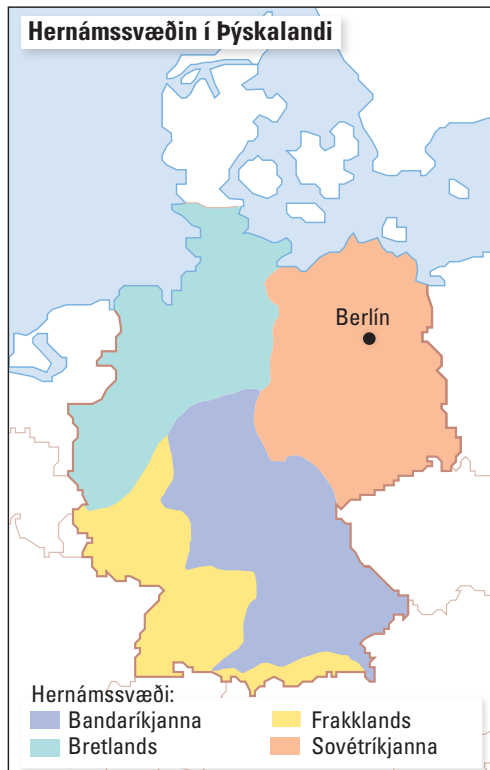 Hernámssvæðin í Þýskalandi
Berlín
Hernámssvæði:
Bandaríkjanna
Frakklands
Bretlands
Sovétríkjanna